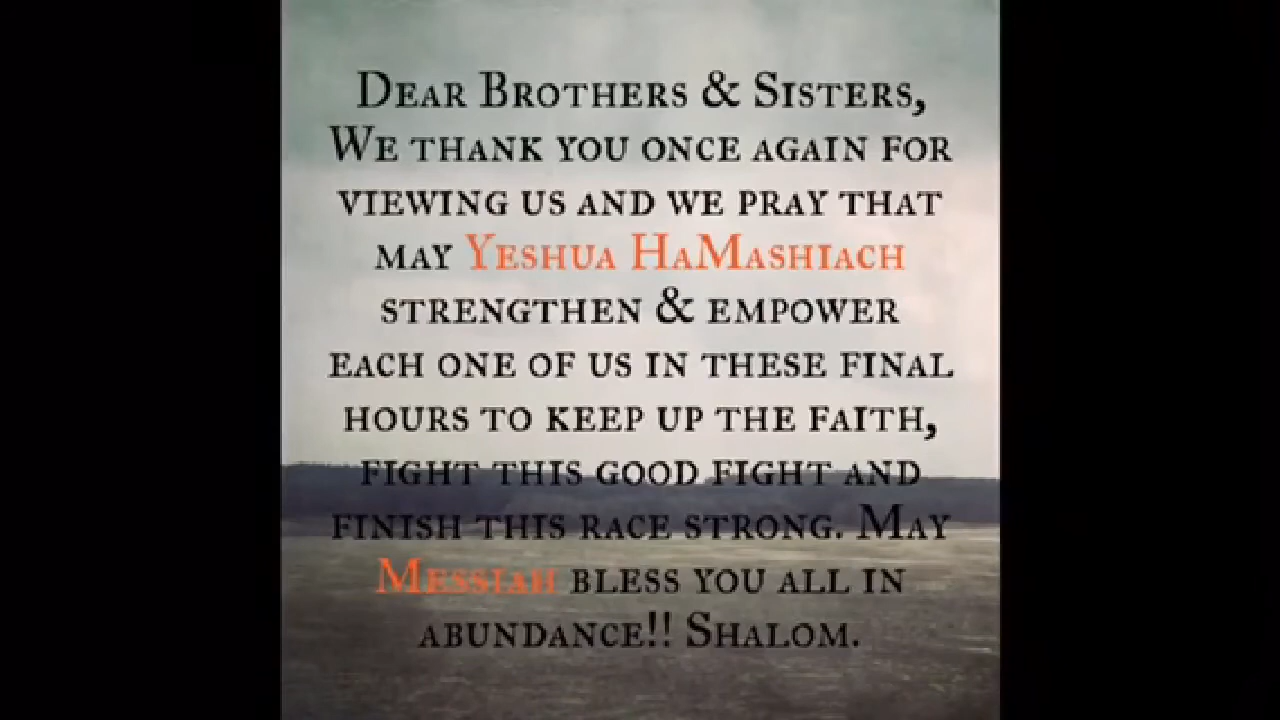 Dear Brothers & Sisters,
We thank you once again for
viewing us and we pray that
may Yeshua HaMashiach
strengthen & empower
each one of us in these final
hours to keep up the faith,
fight this good fight and
finish this race strong. May
Messiah bless you all in
abundance!! Shalom.